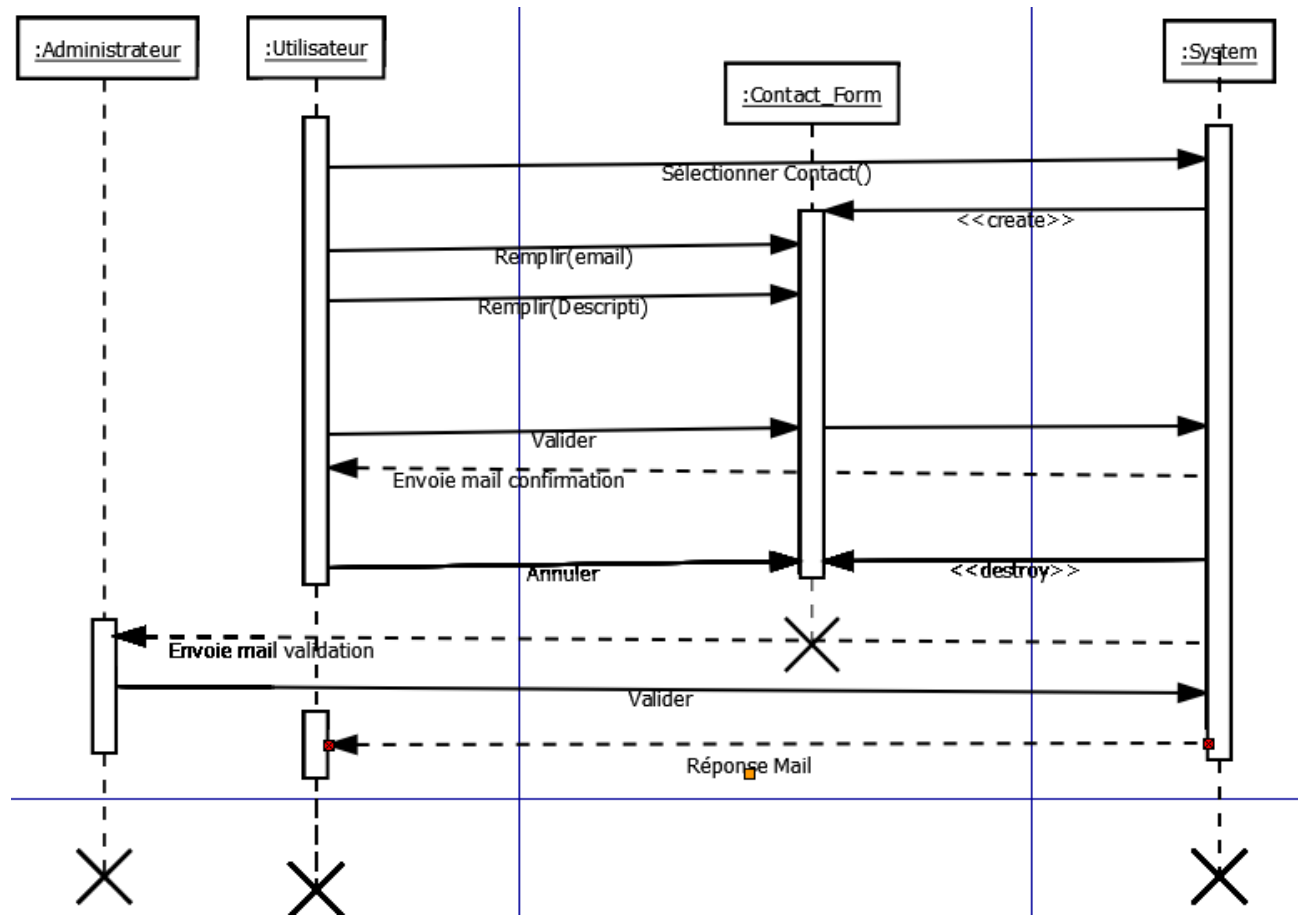 :Administrateur
:Utilisateur
:System
:Contact_Form
Sélectionner Contact()
<<create>>
Remplir(email)
Remplir(Descripti)
Valider
Envoie mail confirmation
Annuler
<<destroy>>
Envoie mail validation
Valider
Réponse Mail